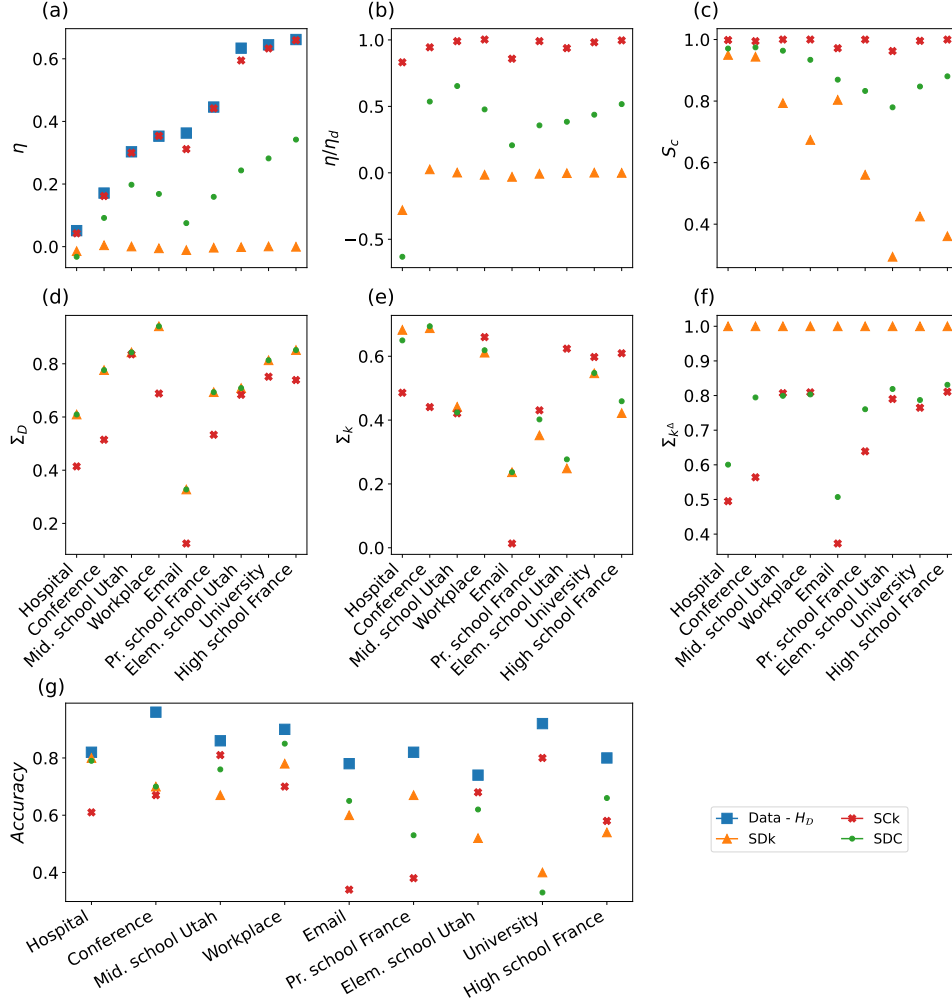 (a)
(b)
(c)
η
0.6
0.4
0.2
0.0
η/η_d
1.0
0.5
0.0
−0.5
S_c
1.0
0.8
0.6
0.4
(d)
(e)
(f)
Σ_D
0.8
0.6
0.4
0.2
Σ_k
0.6
0.4
0.2
0.0
Σ_{k^Δ}
1.0
0.9
0.8
0.7
0.6
0.5
0.4
Hospital
Conference
Mid. school Utah
Workplace
Email
Pr. school France
Elem. school Utah
University
High school France
Hospital
Conference
Mid. school Utah
Workplace
Email
Pr. school France
Elem. school Utah
University
High school France
Hospital
Conference
Mid. school Utah
Workplace
Email
Pr. school France
Elem. school Utah
University
High school France
(g)
Accuracy
0.8
0.6
0.4
Hospital
Conference
Mid. school Utah
Workplace
Email
Pr. school France
Elem. school Utah
University
High school France
Data - H_𝒟
SDk
SCk
SDC